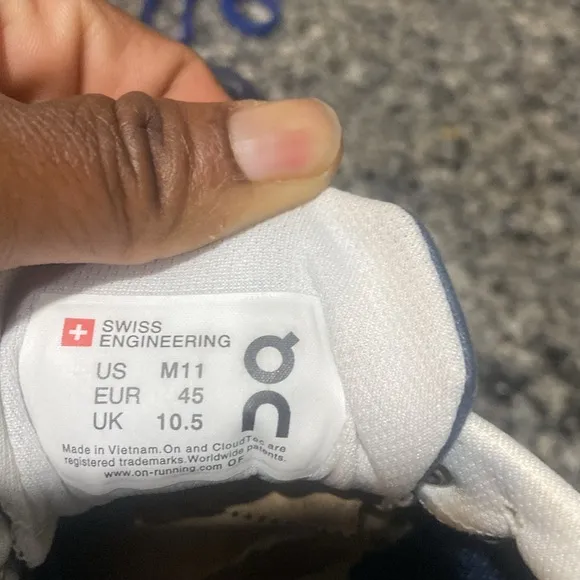 SWISS
ENGINEERING
US M11
EUR 45
UK 10.5
Made in Vietnam. On and CloudTec are
registered trademarks. Worldwide patents.
www.on-running.com OF